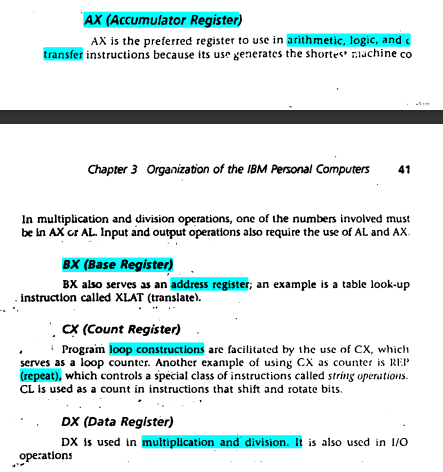 AX (Accumulator Register)
AX is the preferred register to use in arithmetic, logic, and
transfer instructions because its use generates the shortest machine co
Chapter 3 Organization of the IBM Personal Computers 41
In multiplication and division operations, one of the numbers involved must
be in AX or AL. Input and output operations also require the use of AL and AX.
BX (Base Register)
BX also serves as an address register; an example is a table look-up
instruction called XLAT (translate).
CX (Count Register)
Program loop constructions are facilitated by the use of CX, which
serves as a loop counter. Another example of using CX as counter is REP
(repeat), which controls a special class of instructions called string operations.
CL is used as a count in instructions that shift and rotate bits.
DX (Data Register)
DX is used in multiplication and division. It is also used in I/O
operations